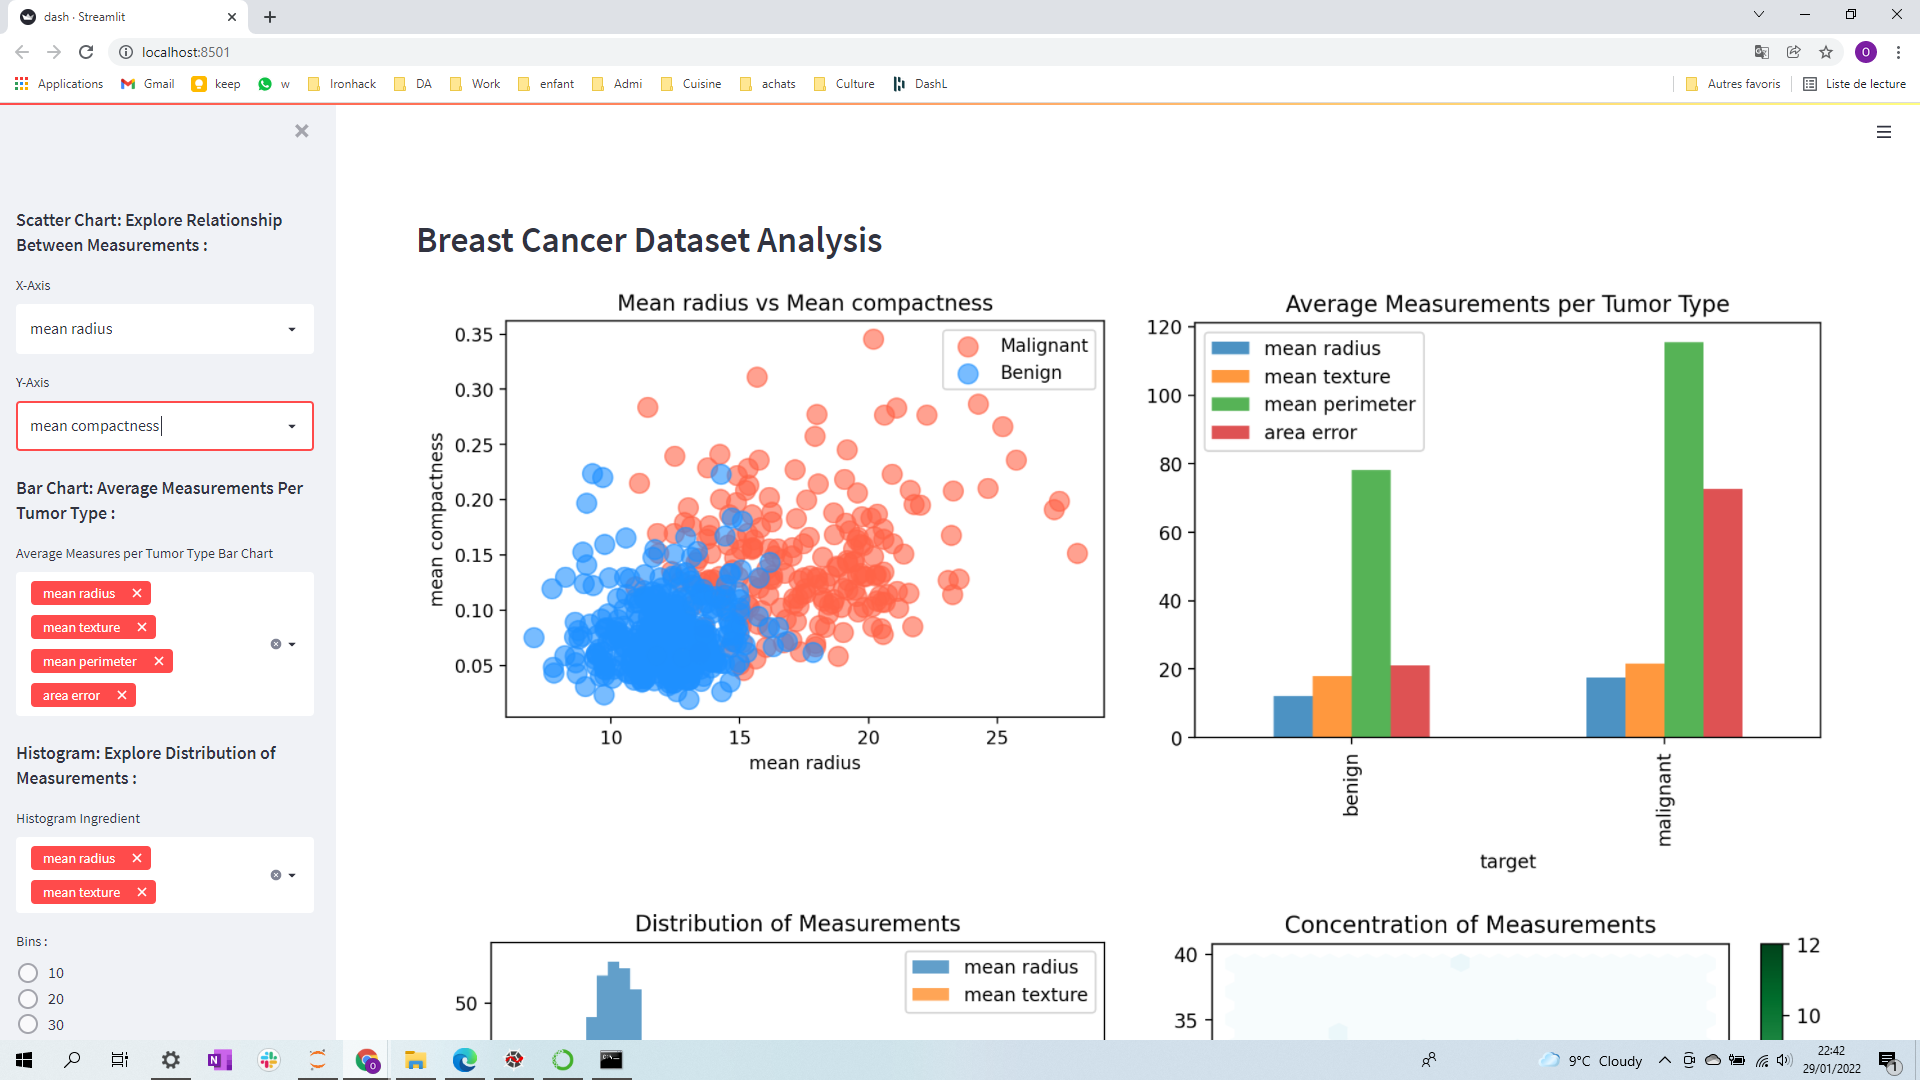 dash · Streamlit
localhost:8501
Applications Gmail keep w Ironhack DA Work enfant Admi Cuisine achats Culture DashL Autres favoris Liste de lecture
O
Scatter Chart: Explore Relationship
Between Measurements :
X-Axis
mean radius
Y-Axis
mean compactness
Bar Chart: Average Measurements Per
Tumor Type :
Average Measures per Tumor Type Bar Chart
mean radius
mean texture
mean perimeter
area error
Histogram: Explore Distribution of
Measurements :
Histogram Ingredient
mean radius
mean texture
Bins :
10
20
30
Breast Cancer Dataset Analysis
Mean radius vs Mean compactness
Malignant
Benign
0.35
0.30
0.25
0.20
0.15
0.10
0.05
mean compactness
10 15 20 25
mean radius
Average Measurements per Tumor Type
mean radius
mean texture
mean perimeter
area error
120
100
80
60
40
20
0
benign
malignant
target
Distribution of Measurements
mean radius
mean texture
50
Concentration of Measurements
40
35
12
10
9°C Cloudy
22:42
29/01/2022
1